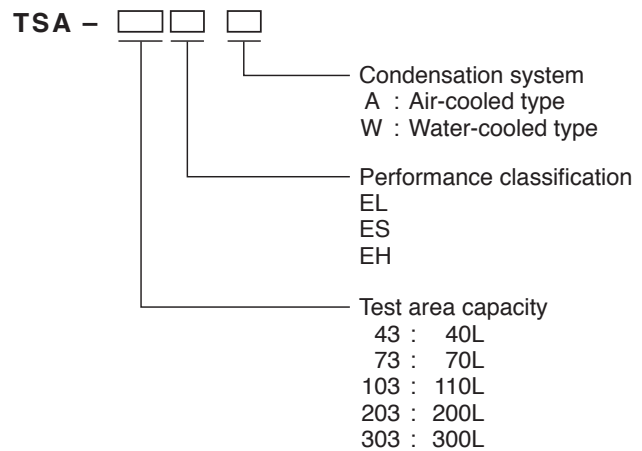 TSA –
Condensation system
A : Air-cooled type
W : Water-cooled type
Performance classification
EL
ES
EH
Test area capacity
43 : 40L
73 : 70L
103 : 110L
203 : 200L
303 : 300L